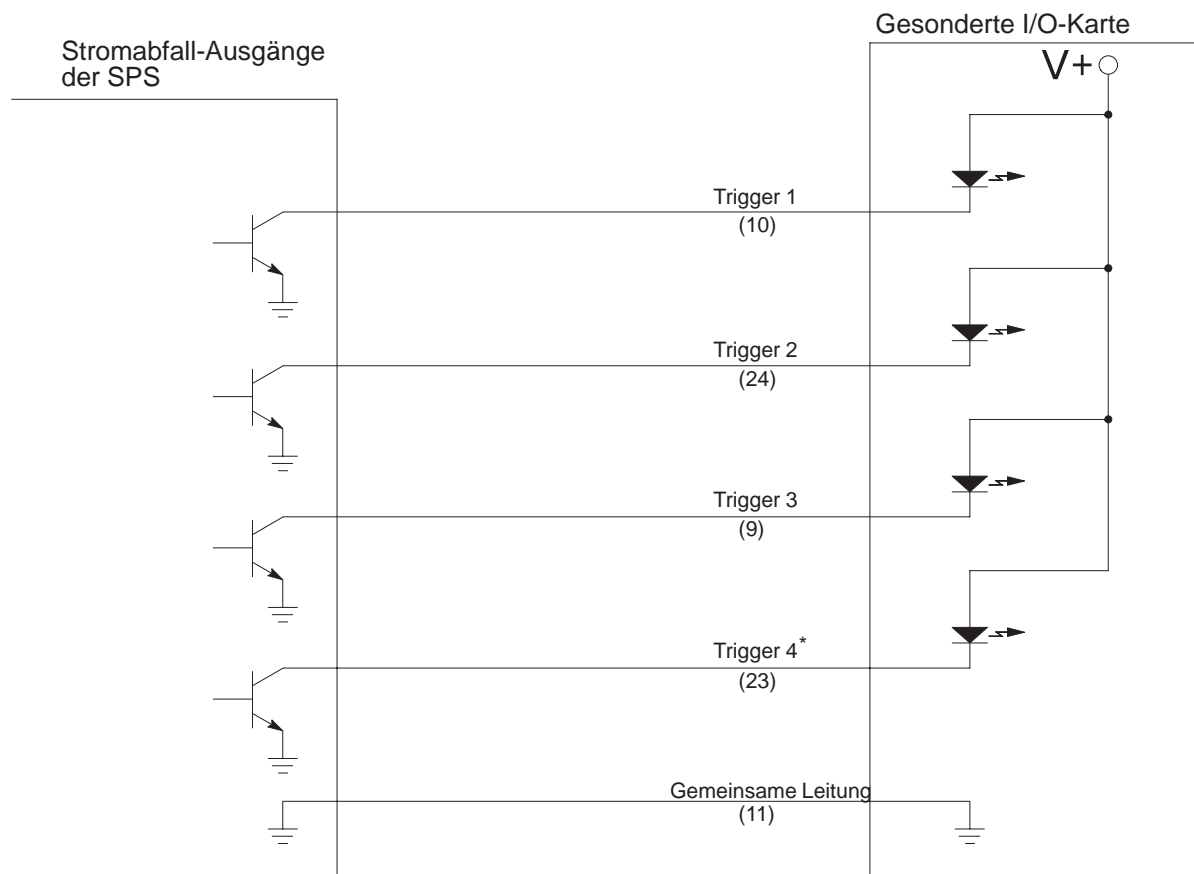 Gesonderte I/O-Karte
Stromabfall-Ausgänge
der SPS
V+
Trigger 1
(10)
Trigger 2
(24)
Trigger 3
(9)
Trigger 4*
(23)
Gemeinsame Leitung
(11)